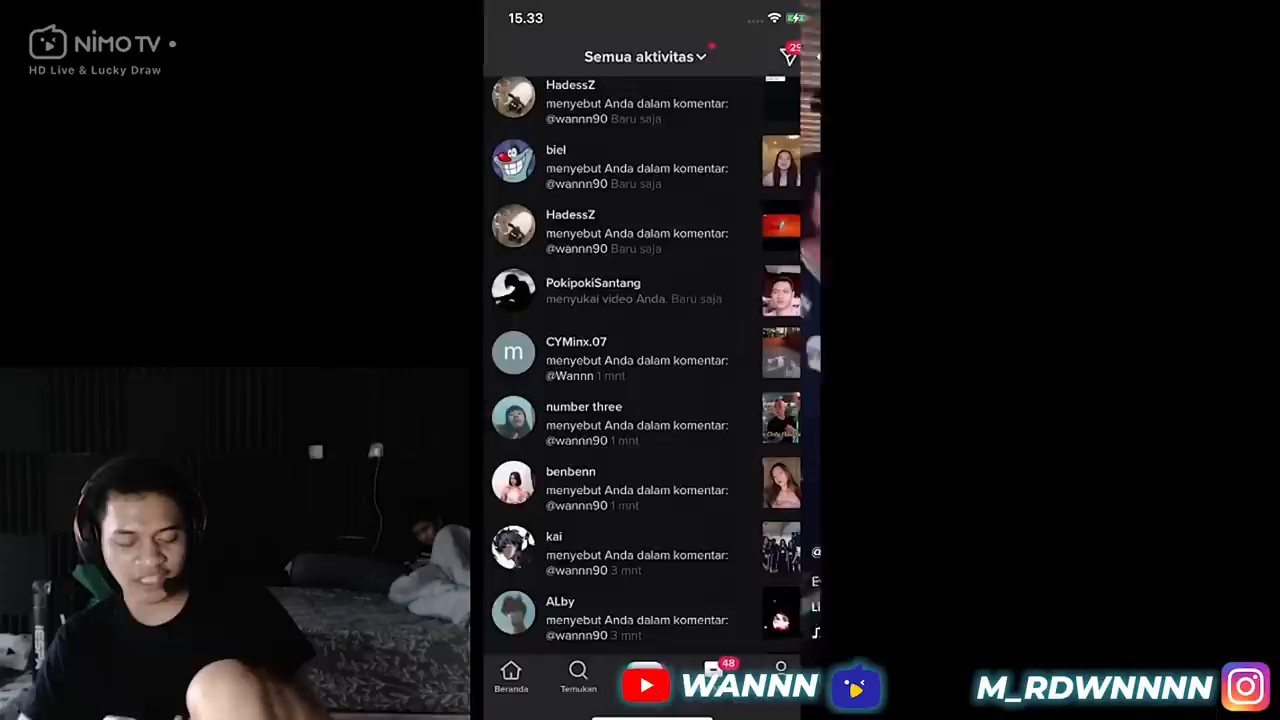 NIMO TV
HD Live & Lucky Draw
15.33
Semua aktivitas
HadessZ
menyebut Anda dalam komentar:
@wannn90 Baru saja
biel
menyebut Anda dalam komentar:
@wannn90 Baru saja
HadessZ
menyebut Anda dalam komentar:
@wannn90 Baru saja
PokipokiSantang
menyukai video Anda. Baru saja
m
CYMinx.07
menyebut Anda dalam komentar:
@Wannn 1 mnt
number three
menyebut Anda dalam komentar:
@wannn90 1 mnt
benbenn
menyebut Anda dalam komentar:
@wannn90 1 mnt
kai
menyebut Anda dalam komentar:
@wannn90 3 mnt
ALby
menyebut Anda dalam komentar:
@wannn90 3 mnt
48
Beranda
Temukan
WANNN
M_RDWNNNN